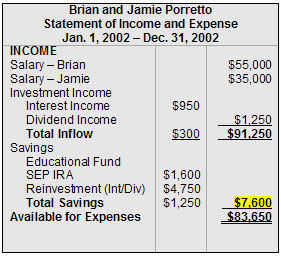 Brian and Jamie Porretto
Statement of Income and Expense
Jan. 1, 2002 – Dec. 31, 2002
INCOME
Salary – Brian $55,000
Salary – Jamie $35,000
Investment Income
Interest Income $950
Dividend Income $1,250
Total Inflow $300 $91,250
Savings
Educational Fund
SEP IRA $1,600
Reinvestment (Int/Div) $4,750
Total Savings $1,250 $7,600
Available for Expenses $83,650